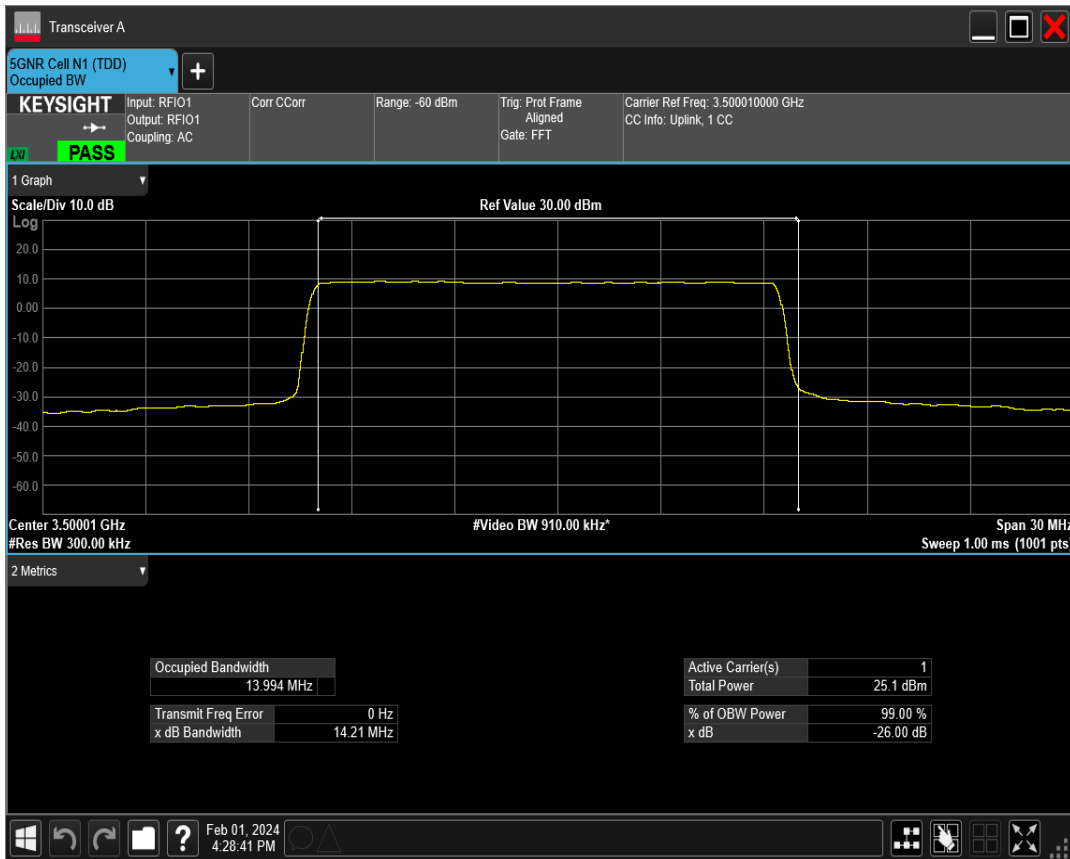 Transceiver A
5GNR Cell N1 (TDD)
Occupied BW
+
KEYSIGHT
LXI
PASS
Input: RFIO1
Output: RFIO1
Coupling: AC
Corr CCorr
Range: -60 dBm
Trig: Prot Frame
Aligned
Gate: FFT
Carrier Ref Freq: 3.500010000 GHz
CC Info: Uplink, 1 CC
1 Graph
Scale/Div 10.0 dB
Ref Value 30.00 dBm
Log
20.0
10.0
0.00
-10.0
-20.0
-30.0
-40.0
-50.0
-60.0
Center 3.50001 GHz
#Video BW 910.00 kHz*
Span 30 MHz
#Res BW 300.00 kHz
Sweep 1.00 ms (1001 pts)
2 Metrics
Occupied Bandwidth
13.994 MHz
Transmit Freq Error 0 Hz
x dB Bandwidth 14.21 MHz
Active Carrier(s) 1
Total Power 25.1 dBm
% of OBW Power 99.00 %
x dB -26.00 dB
?
Feb 01, 2024
4:28:41 PM